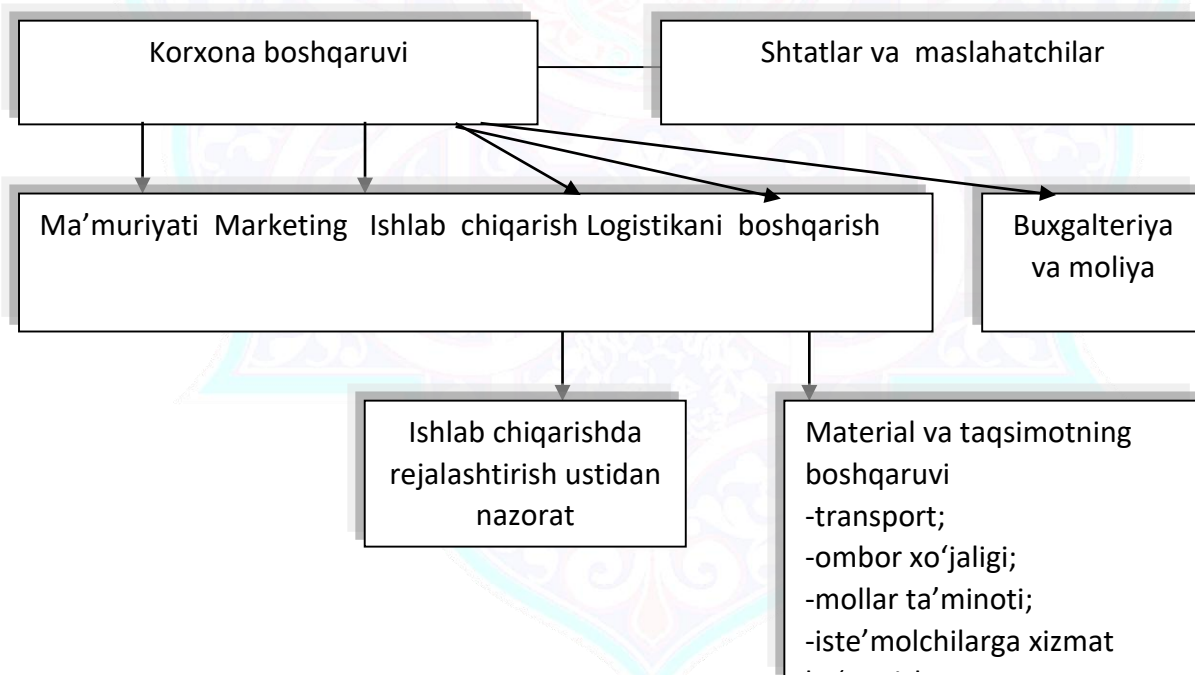 Korxona boshqaruvi
Shtatlar va maslahatchilar
Ma’muriyati Marketing Ishlab chiqarish Logistikani boshqarish
Buxgalteriya
va moliya
Ishlab chiqarishda
rejalashtirish ustidan
nazorat
Material va taqsimotning
boshqaruvi
-transport;
-ombor xo‘jaligi;
-mollar ta’minoti;
-iste’molchilarga xizmat